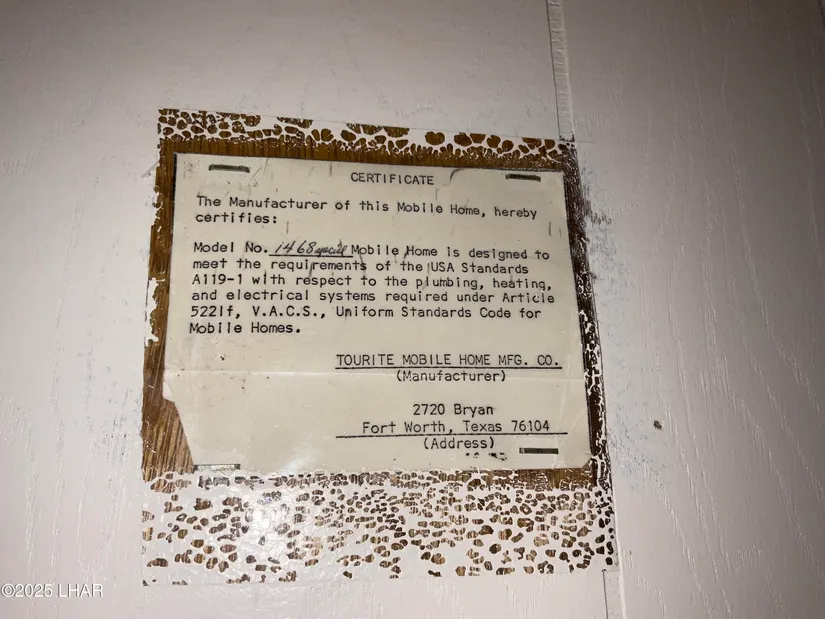 CERTIFICATE
The Manufacturer of this Mobile Home, hereby
certifies:
Model No. 1468 special Mobile Home is designed to
meet the requirements of the USA Standards
A119-1 with respect to the plumbing, heating,
and electrical systems required under Article
5221f, V.A.C.S., Uniform Standards Code for
Mobile Homes.
TOURITE MOBILE HOME MFG. CO.
(Manufacturer)
2720 Bryan
Fort Worth, Texas 76104
(Address)
©2025 LHAR